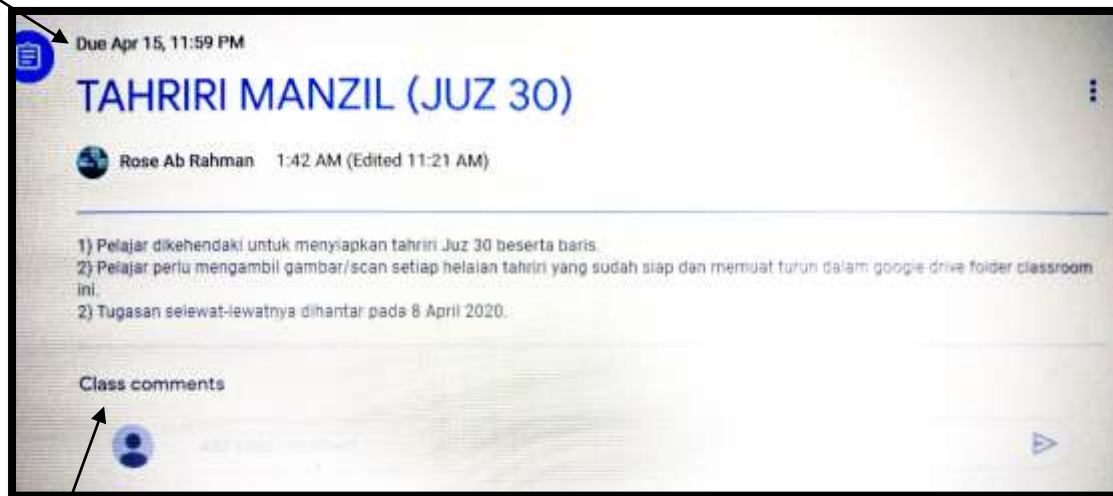 Due Apr 15, 11:59 PM
TAHRIRI MANZIL (JUZ 30)
Rose Ab Rahman 1:42 AM (Edited 11:21 AM)
1) Pelajar dikehendaki untuk menyiapkan tahriri Juz 30 beserta baris.
2) Pelajar perlu mengambil gambar/scan setiap helaian tahriri yang sudah siap dan memuat turun dalam google drive folder classroom
ini.
2) Tugasan selewat-lewatnya dihantar pada 8 April 2020.
Class comments